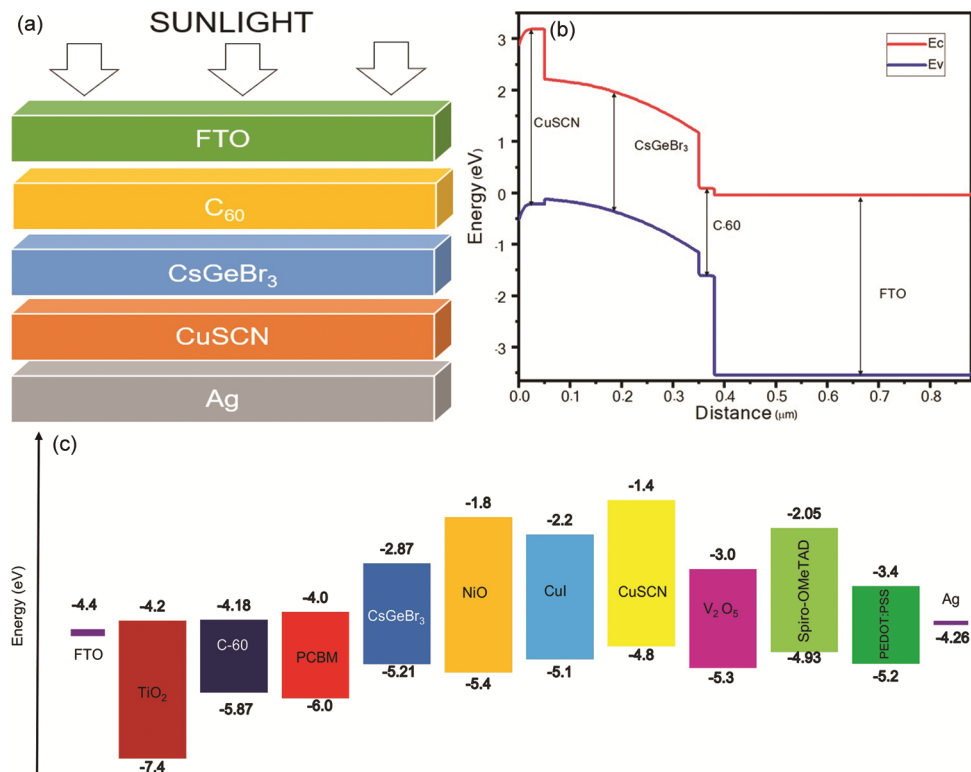 (a)
SUNLIGHT
FTO
C₆₀
CsGeBr₃
CuSCN
Ag
(b)
Ec
Ev
CuSCN
CsGeBr₃
C-60
FTO
Energy (eV)
3
2
1
0
-1
-2
-3
0.0 0.1 0.2 0.3 0.4 0.5 0.6 0.7 0.8
Distance (μm)
(c)
Energy (eV)
-4.4
FTO
-4.2
TiO₂
-7.4
-4.18
C-60
-5.87
-4.0
PCBM
-6.0
-2.87
CsGeBr₃
-5.21
-1.8
NiO
-5.4
-2.2
CuI
-5.1
-1.4
CuSCN
-4.8
-3.0
V₂O₅
-5.3
-2.05
Spiro-OMeTAD
-4.93
-3.4
PEDOT:PSS
-5.2
Ag
-4.26